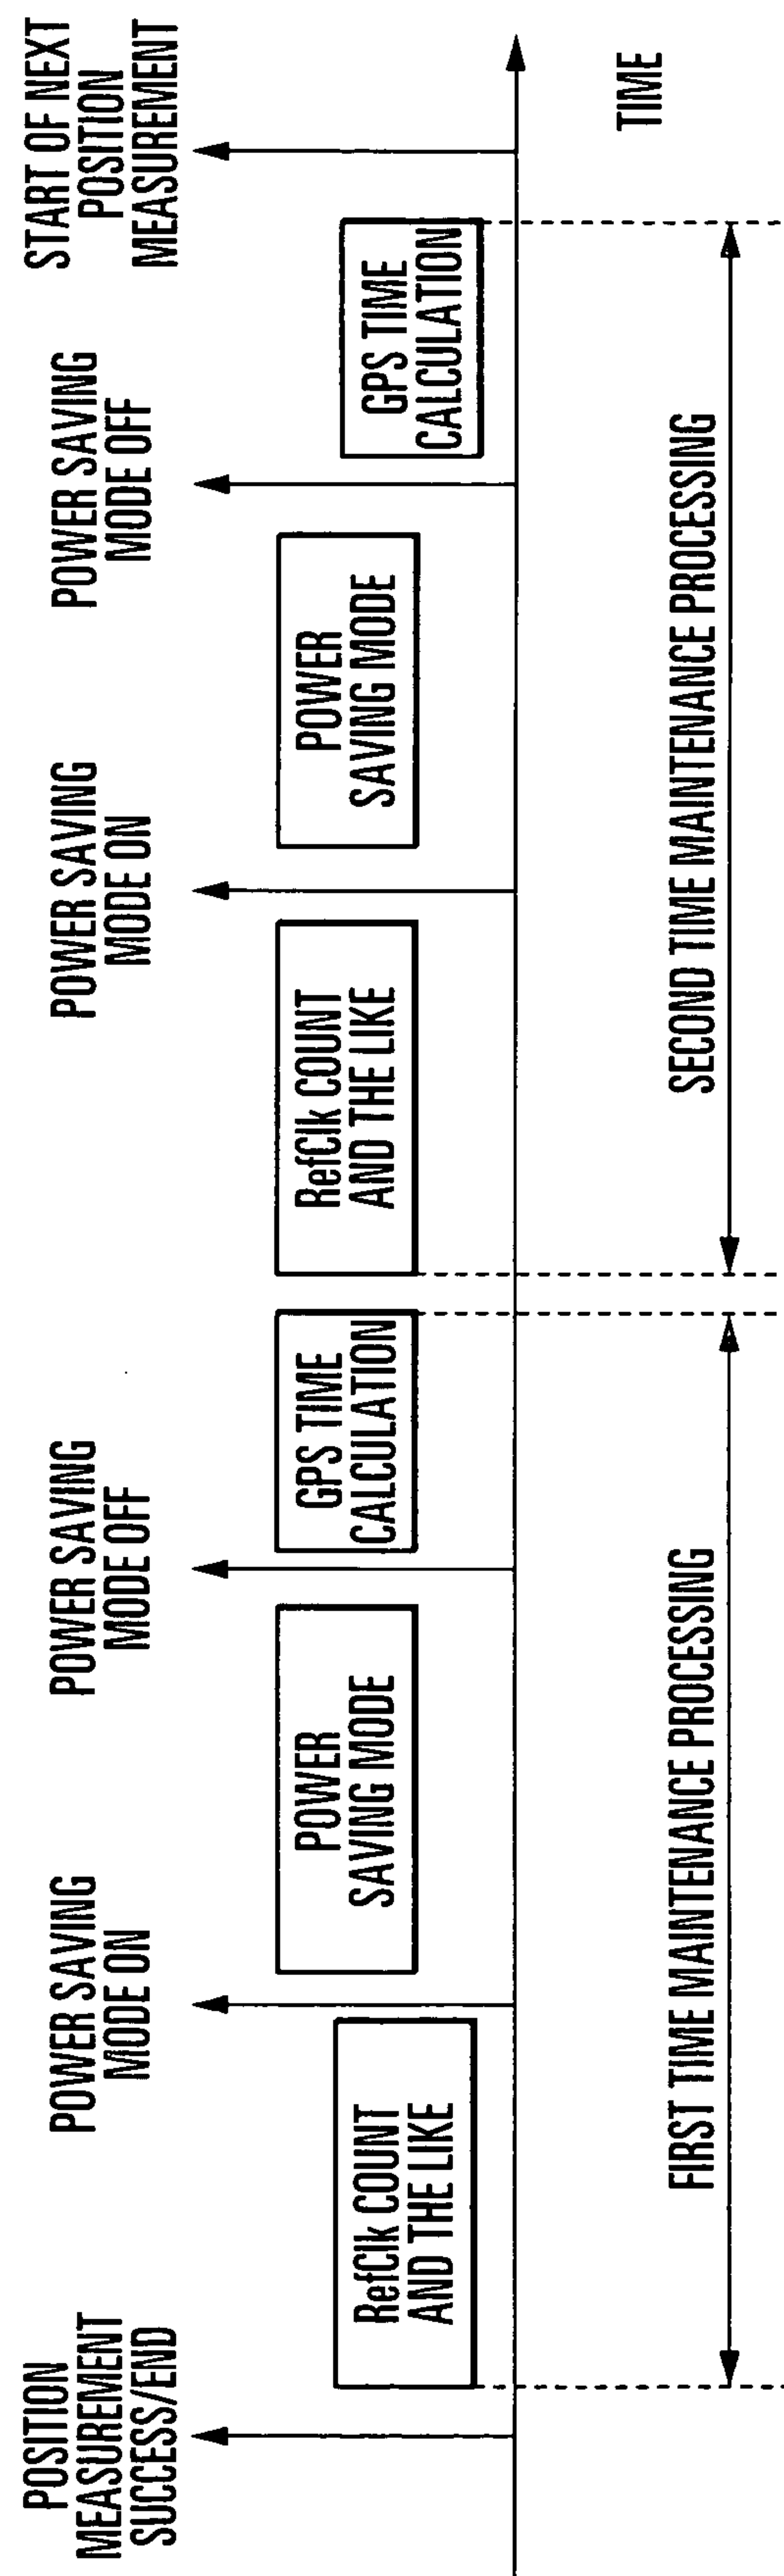 POSITION
MEASUREMENT
SUCCESS/END
POWER SAVING
MODE ON
POWER SAVING
MODE OFF
POWER SAVING
MODE ON
POWER SAVING
MODE OFF
START OF NEXT
POSITION
MEASUREMENT
RefClk COUNT
AND THE LIKE
POWER
SAVING MODE
GPS TIME
CALCULATION
RefClk COUNT
AND THE LIKE
POWER
SAVING MODE
GPS TIME
CALCULATION
TIME
FIRST TIME MAINTENANCE PROCESSING
SECOND TIME MAINTENANCE PROCESSING